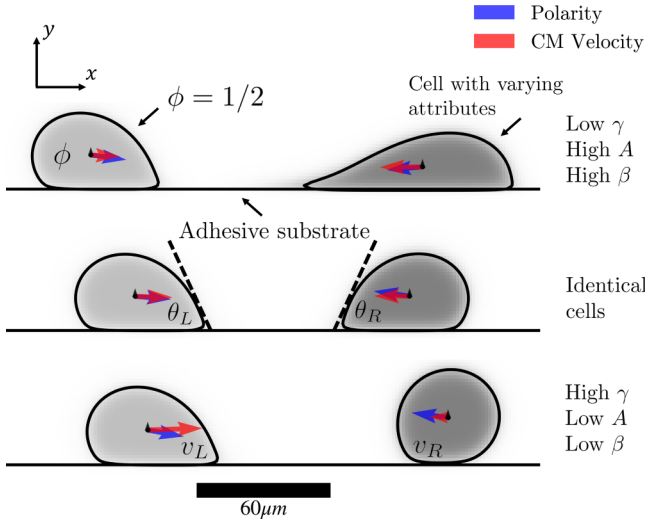 Polarity
CM Velocity
y
x
ϕ = 1/2
Cell with varying
attributes
ϕ
Low γ
High A
High β
Adhesive substrate
θ_L
θ_R
Identical
cells
v_L
v_R
High γ
Low A
Low β
60μm